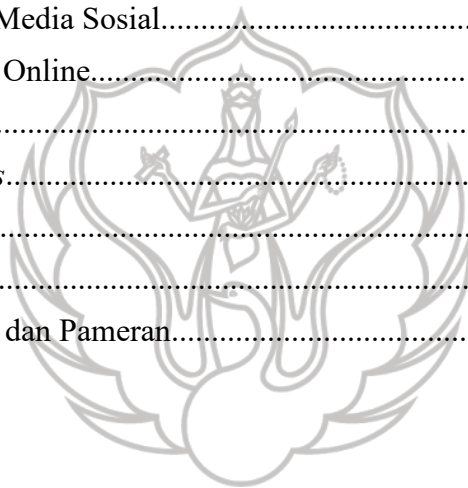 Media Sosial....................................
Online................................................
................................................................
s..............................................................
................................................................
................................................................
dan Pameran..................................